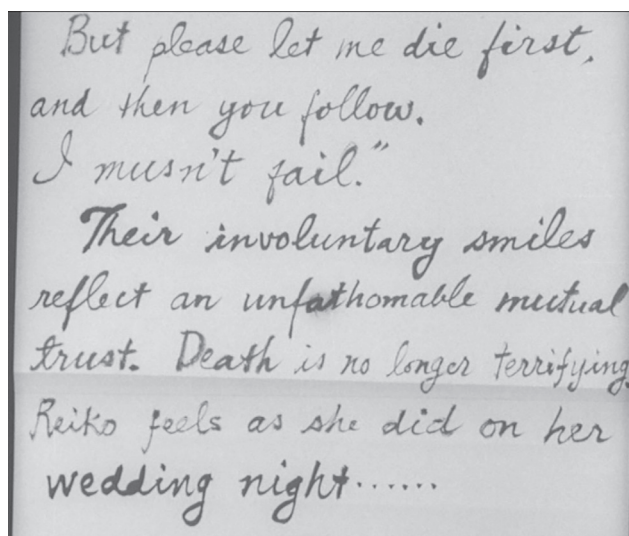 But please let me die first,
and then you follow.
I musn't fail."
Their involuntary smiles
reflect an unfathomable mutual
trust. Death is no longer terrifying
Reiko feels as she did on her
wedding night......